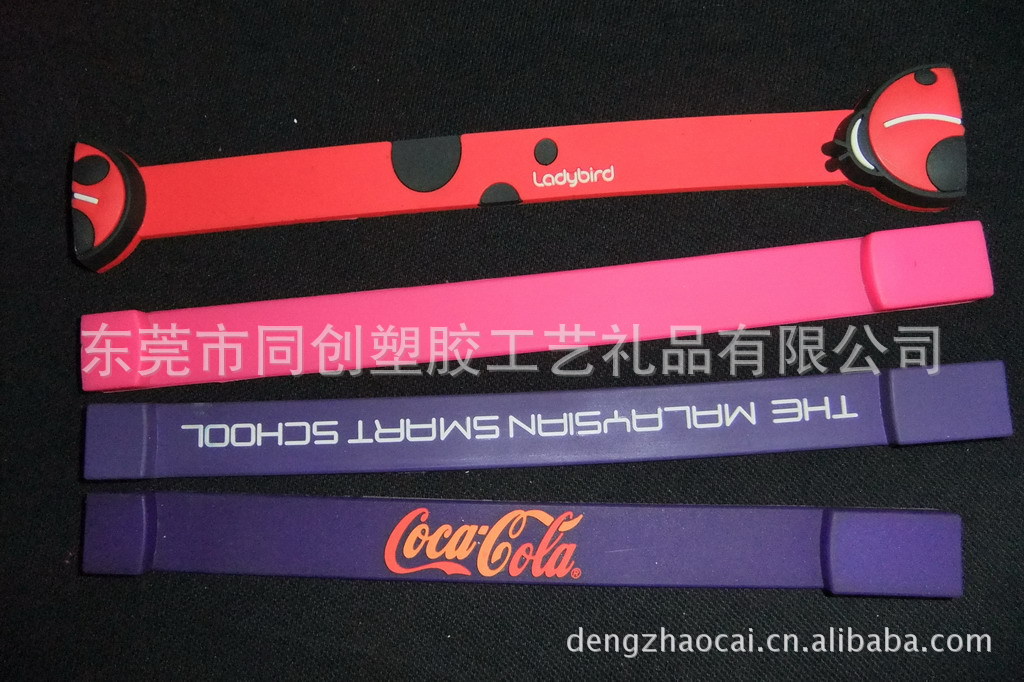 Ladybird
东莞市同创塑胶工艺礼品有限公司
THE MALAYSIAN SMART SCHOOL
Coca-Cola®
dengzhaocai.cn.alibaba.com